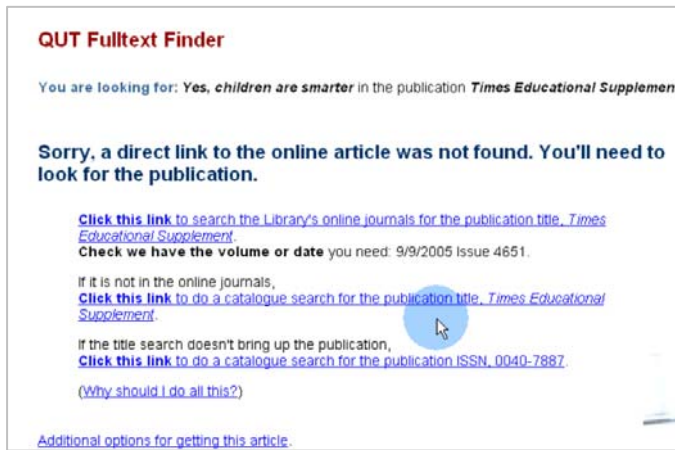 QUT Fulltext Finder
You are looking for: Yes, children are smarter in the publication Times Educational Supplemen
Sorry, a direct link to the online article was not found. You'll need to
look for the publication.
Click this link to search the Library's online journals for the publication title, Times
Educational Supplement.
Check we have the volume or date you need: 9/9/2005 Issue 4651.
If it is not in the online journals,
Click this link to do a catalogue search for the publication title, Times Educational
Supplement.
If the title search doesn't bring up the publication,
Click this link to do a catalogue search for the publication ISSN, 0040-7887.
(Why should I do all this?)
Additional options for getting this article.